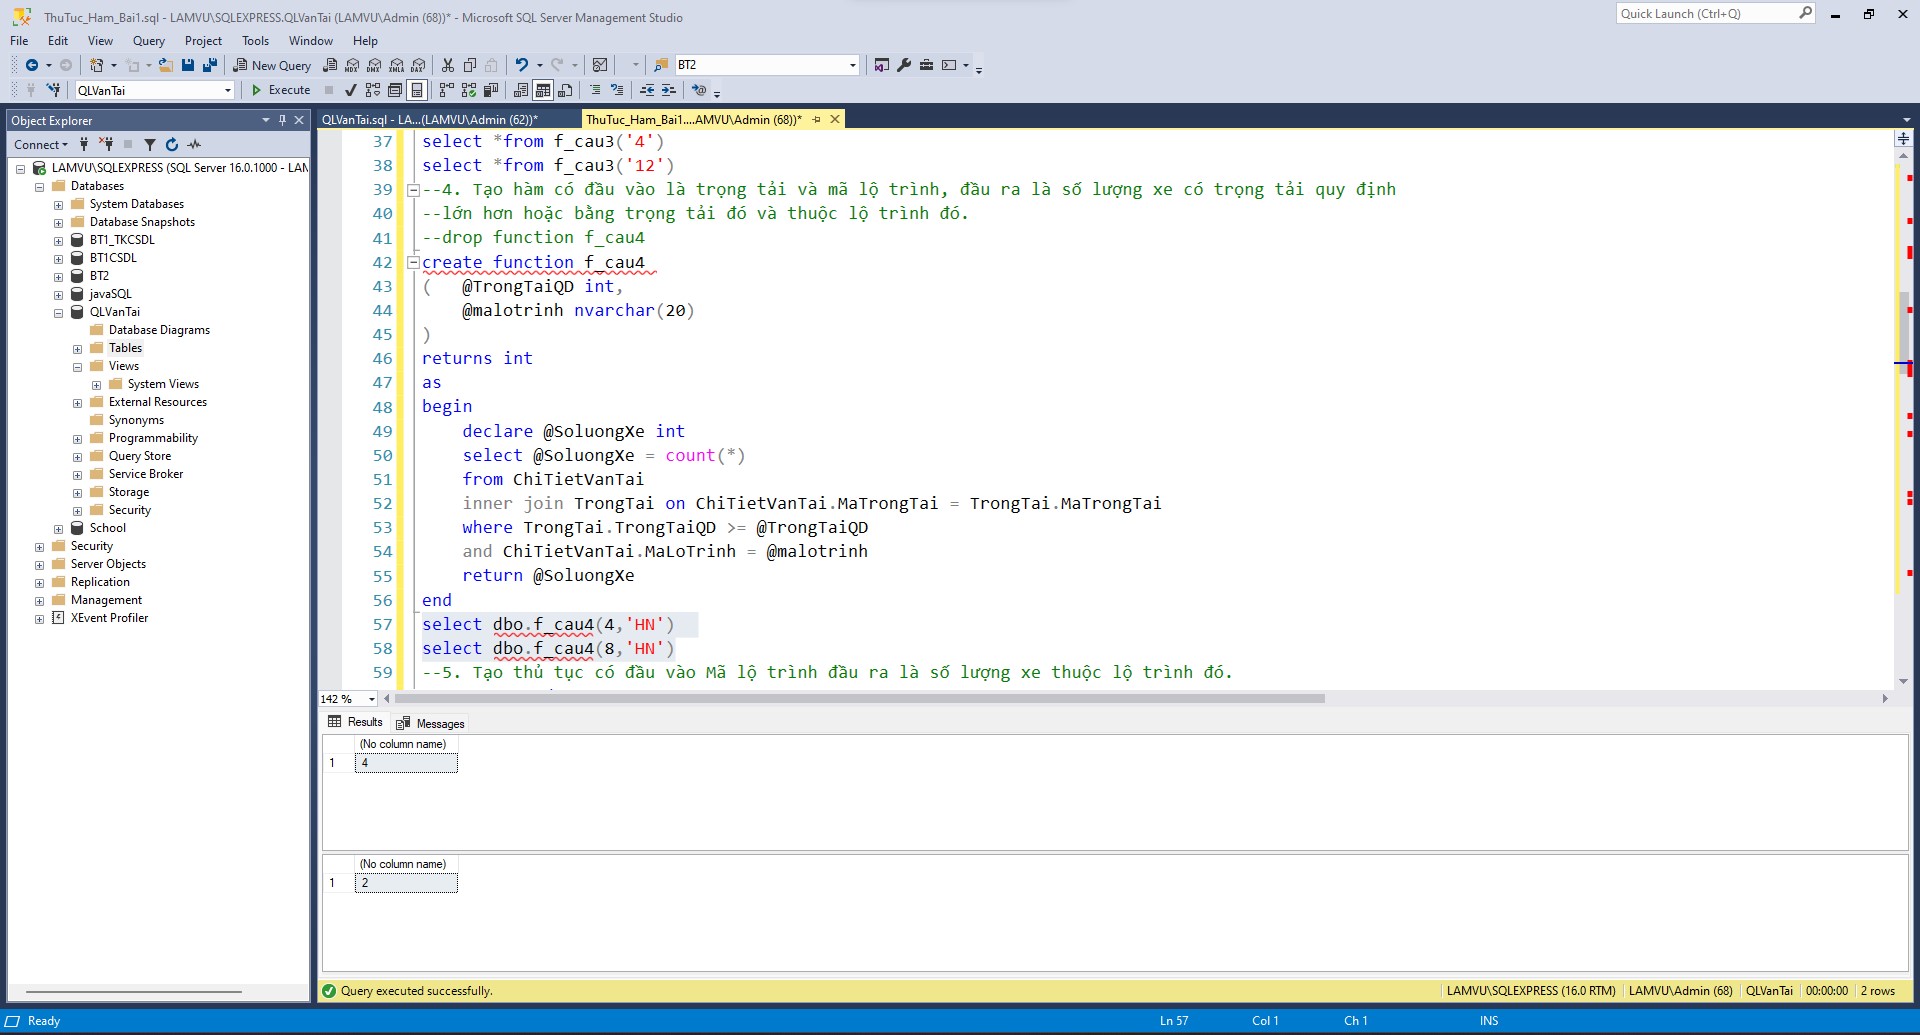 ThuTuc_Ham_Bai1.sql - LAMVU\SQLEXPRESS.QLVanTai (LAMVU\Admin (68))* - Microsoft SQL Server Management Studio
Quick Launch (Ctrl+Q)
File Edit View Query Project Tools Window Help
New Query
MDX DMX XMLA DAX
BT2
QLVanTai
Execute
Object Explorer
QLVanTai.sql - LA...(LAMVU\Admin (62))*
ThuTuc_Ham_Bai1....AMVU\Admin (68))*
Connect
LAMVU\SQLEXPRESS (SQL Server 16.0.1000 - LAN
Databases
System Databases
Database Snapshots
BT1_TKCSDL
BT1CSDL
BT2
javaSQL
QLVanTai
Database Diagrams
Tables
Views
System Views
External Resources
Synonyms
Programmability
Query Store
Service Broker
Storage
Security
School
Security
Server Objects
Replication
Management
XEvent Profiler
37 select *from f_cau3('4')
38 select *from f_cau3('12')
39 --4. Tạo hàm có đầu vào là trọng tải và mã lộ trình, đầu ra là số lượng xe có trọng tải quy định
40 --lớn hơn hoặc bằng trọng tải đó và thuộc lộ trình đó.
41 --drop function f_cau4
42 create function f_cau4
43 (   @TrongTaiQD int,
44     @malotrinh nvarchar(20)
45 )
46 returns int
47 as
48 begin
49     declare @SoluongXe int
50     select @SoluongXe = count(*)
51     from ChiTietVanTai
52     inner join TrongTai on ChiTietVanTai.MaTrongTai = TrongTai.MaTrongTai
53     where TrongTai.TrongTaiQD >= @TrongTaiQD
54     and ChiTietVanTai.MaLoTrinh = @malotrinh
55     return @SoluongXe
56 end
57 select dbo.f_cau4(4,'HN')
58 select dbo.f_cau4(8,'HN')
59 --5. Tạo thủ tục có đầu vào Mã lộ trình đầu ra là số lượng xe thuộc lộ trình đó.
142 %
Results Messages
(No column name)
1 4
(No column name)
1 2
Query executed successfully.
LAMVU\SQLEXPRESS (16.0 RTM) LAMVU\Admin (68) QLVanTai 00:00:00 2 rows
Ready
Ln 57 Col 1 Ch 1 INS